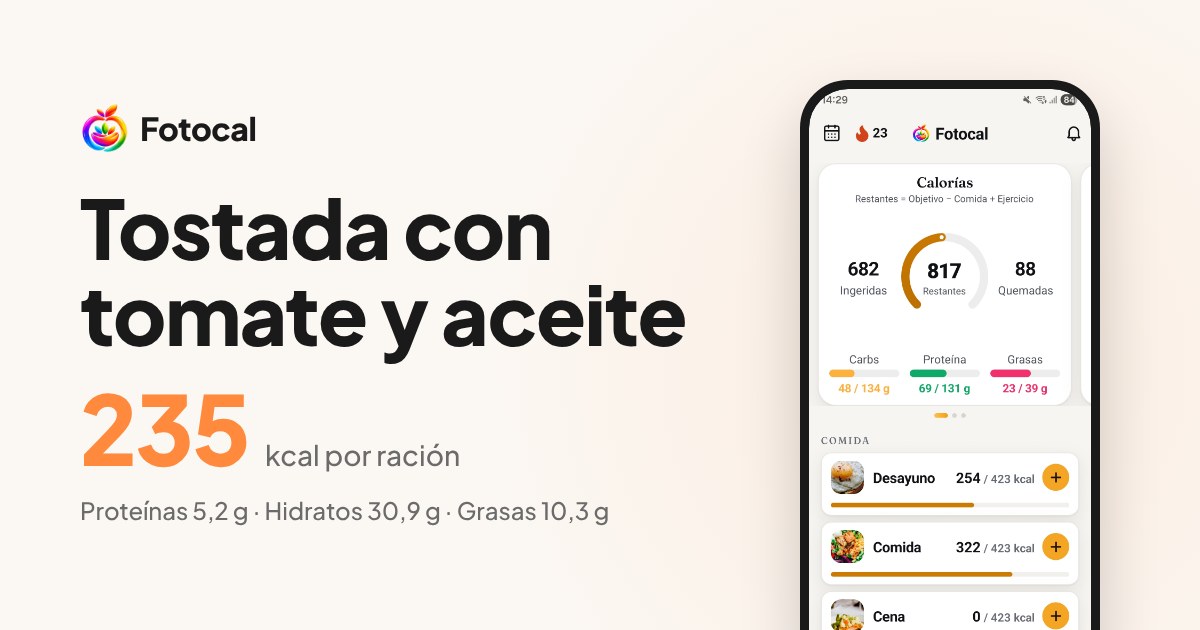 Fotocal
Tostada con
tomate y aceite
235 kcal por ración
Proteínas 5,2 g · Hidratos 30,9 g · Grasas 10,3 g
14:29
84
23
Fotocal
Calorías
Restantes = Objetivo − Comida + Ejercicio
682
Ingeridas
817
Restantes
88
Quemadas
Carbs
48 / 134 g
Proteína
69 / 131 g
Grasas
23 / 39 g
COMIDA
Desayuno 254 / 423 kcal +
Comida 322 / 423 kcal +
Cena 0 / 423 kcal +